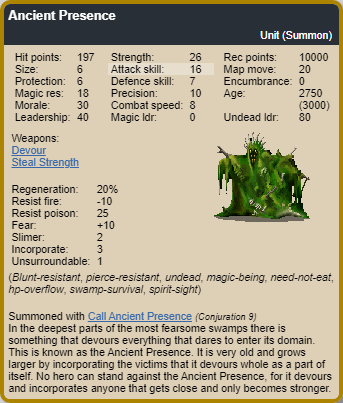 Ancient Presence
Unit (Summon)
Hit points: 197 Strength: 26 Rec points: 10000
Size: 6 Attack skill: 16 Map move: 20
Protection: 6 Defence skill: 7 Encumbrance: 0
Magic res: 18 Precision: 10 Age: 2750
Morale: 30 Combat speed: 8 (3000)
Leadership: 40 Magic ldr: 0 Undead ldr: 80
Weapons:
Devour
Steal Strength
Regeneration: 20%
Resist fire: -10
Resist poison: 25
Fear: +10
Slimer: 2
Incorporate: 3
Unsurroundable: 1
(Blunt-resistant, pierce-resistant, undead, magic-being, need-not-eat,
hp-overflow, swamp-survival, spirit-sight)
Summoned with Call Ancient Presence (Conjuration 9)
In the deepest parts of the most fearsome swamps there is
something that devours everything that dares to enter its domain.
This is known as the Ancient Presence. It is very old and grows
larger by incorporating the victims that it devours whole as a part of
itself. No hero can stand against the Ancient Presence, for it devours
and incorporates anyone that gets close and only becomes stronger.